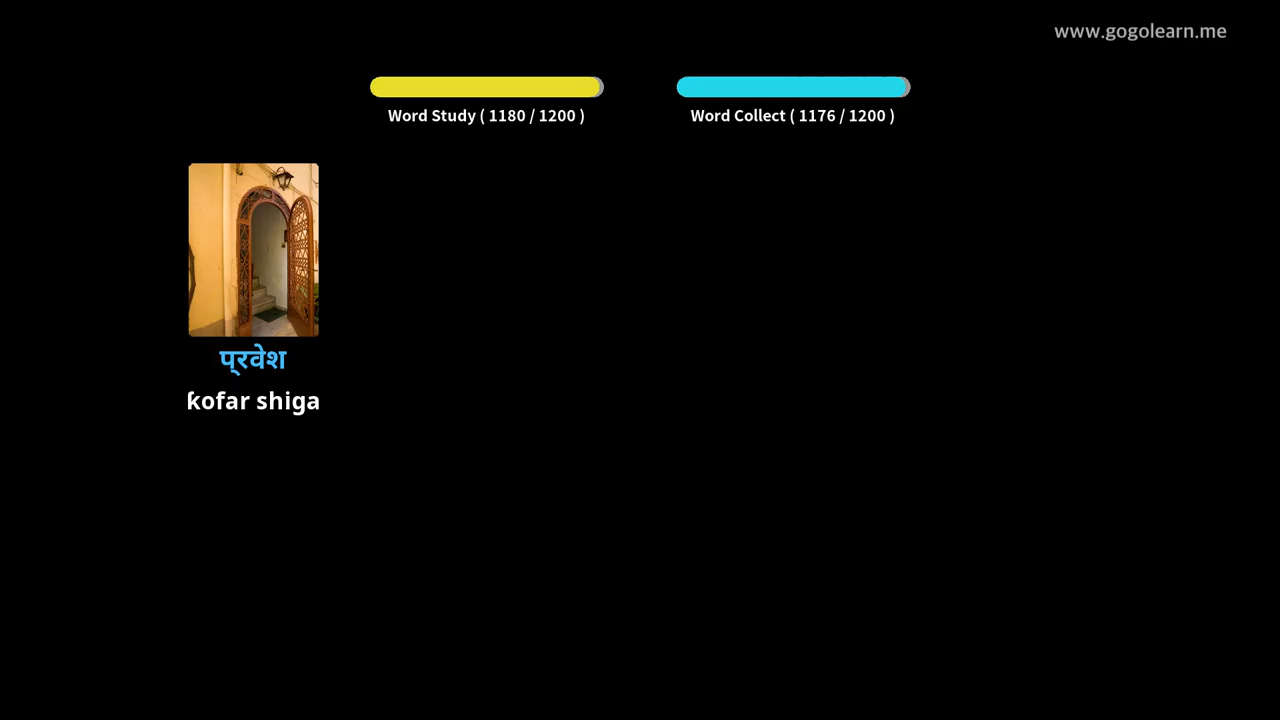 www.gogolearn.me
Word Study ( 1180 / 1200 )
Word Collect ( 1176 / 1200 )
प्रवेश
ƙofar shiga